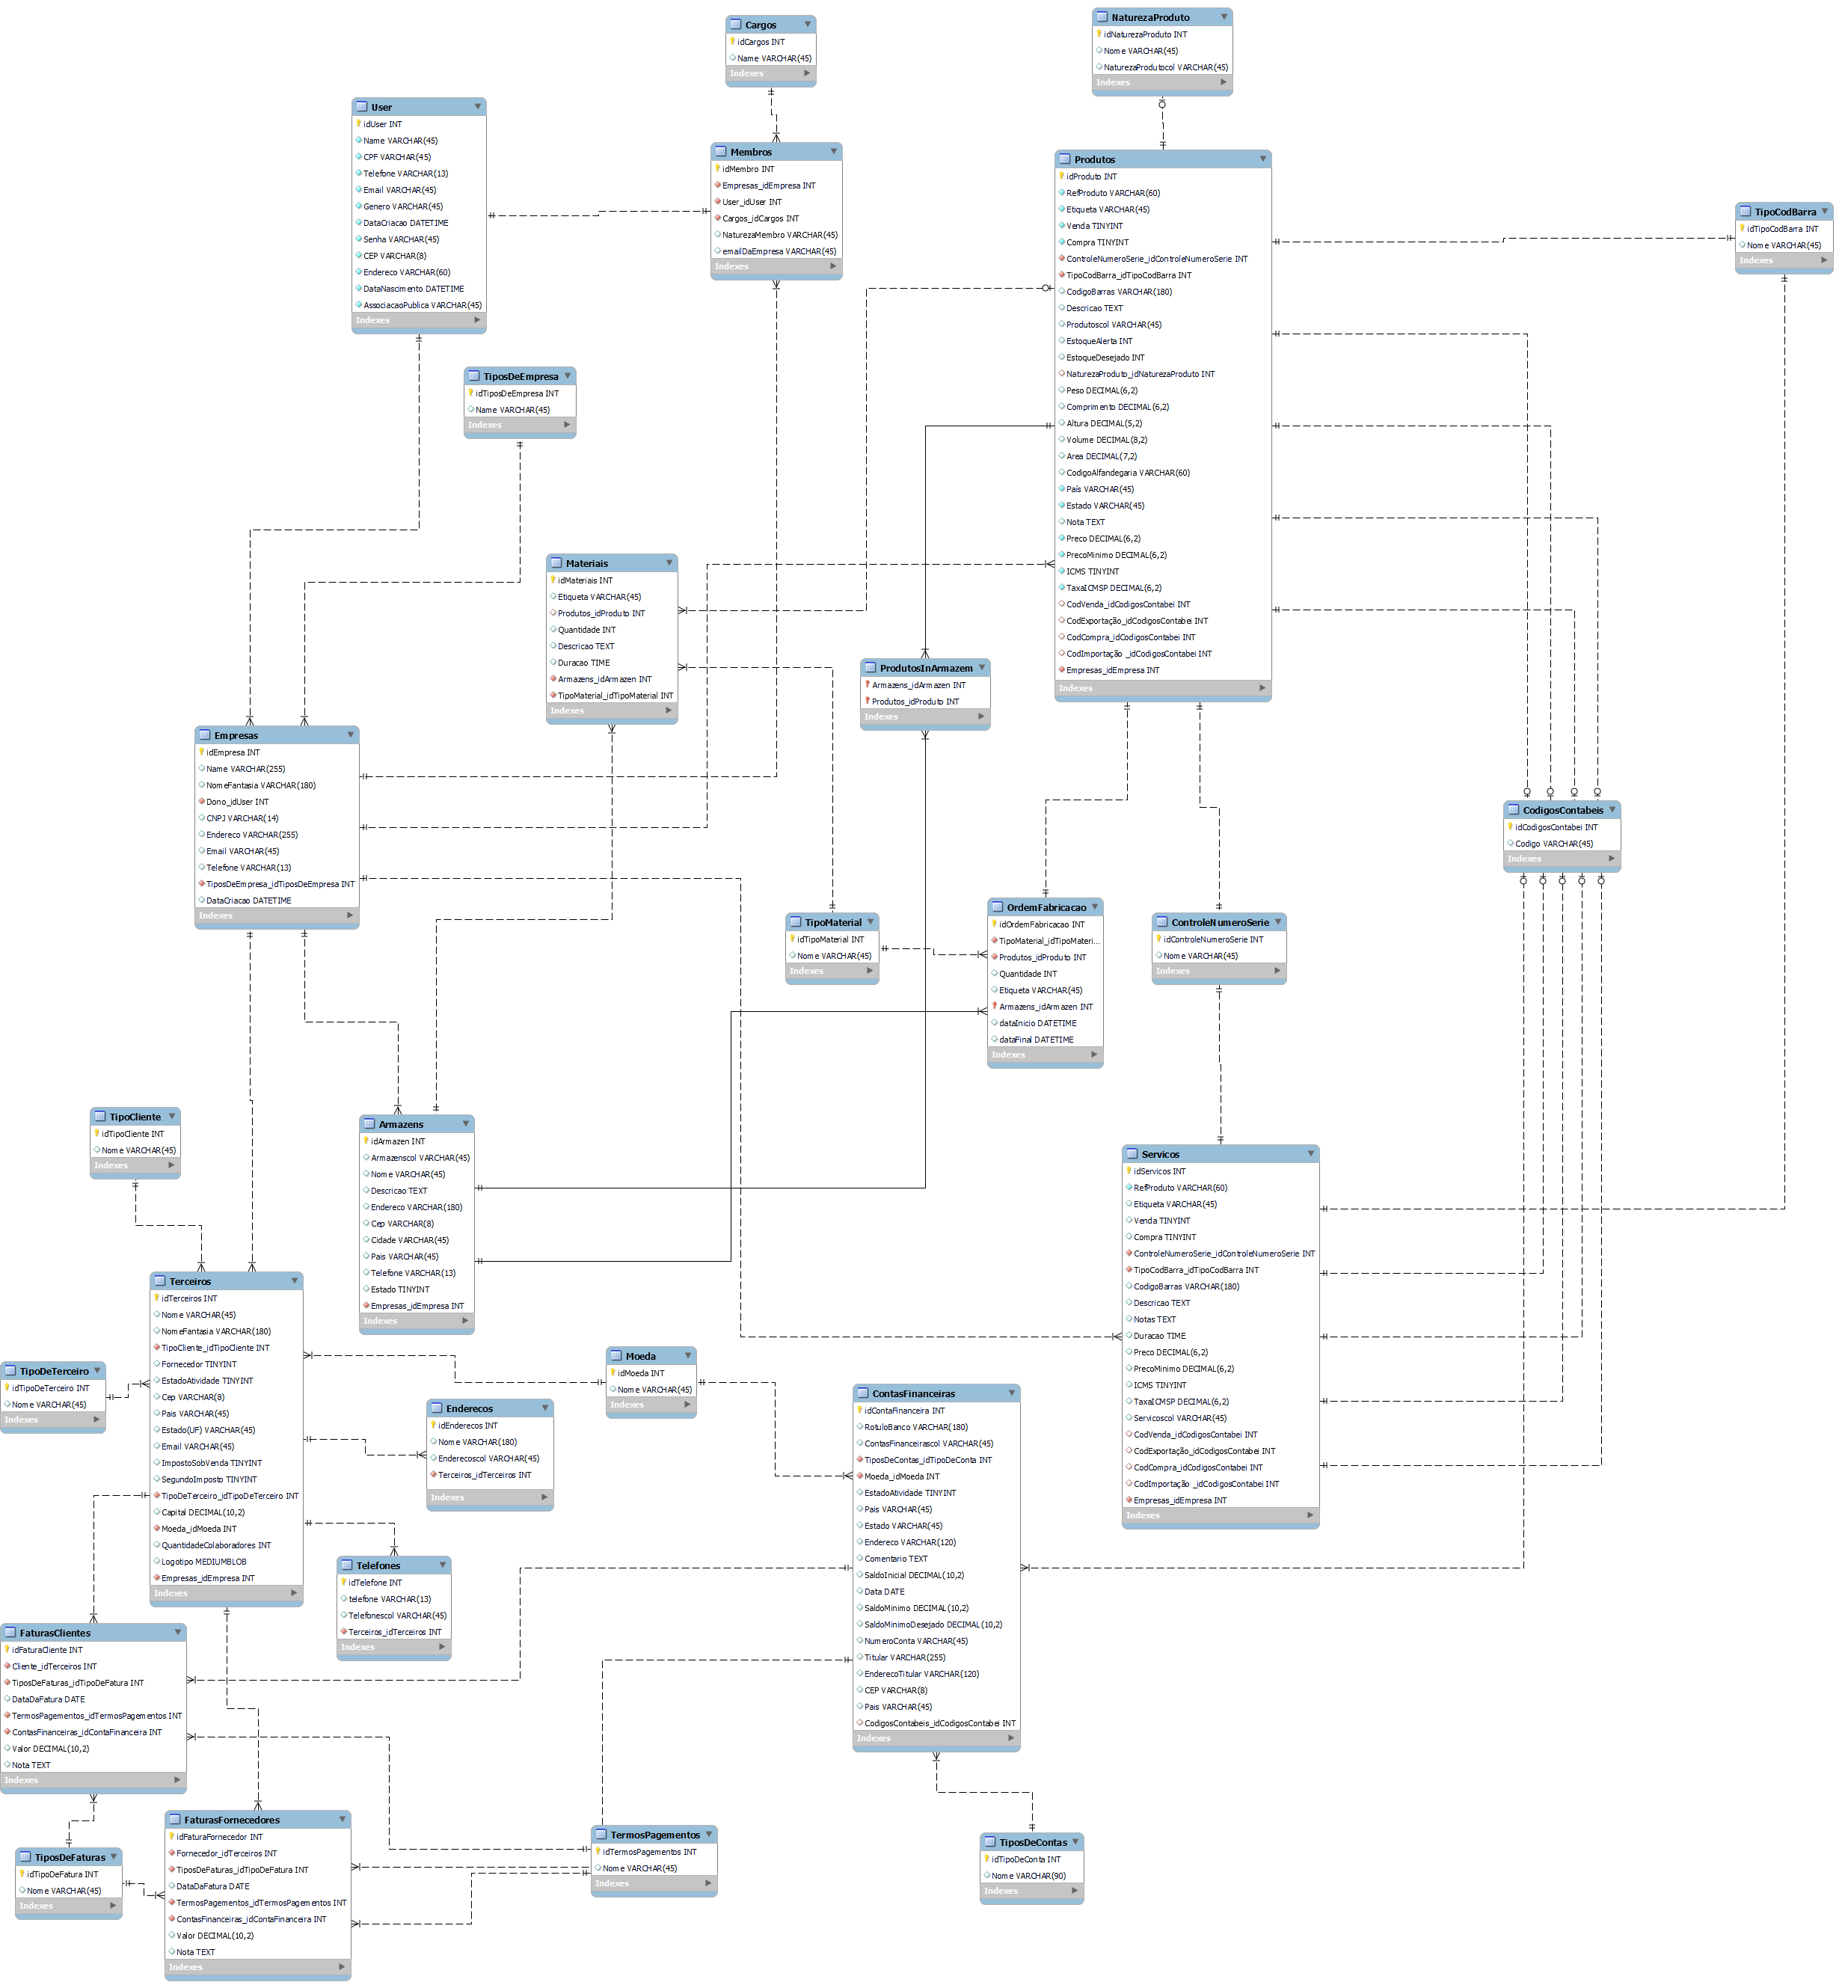 Cargos
idCargos INT
Name VARCHAR(45)
Indexes
NaturezaProduto
idNaturezaProduto INT
Nome VARCHAR(45)
NaturezaProdutocol VARCHAR(45)
Indexes
User
idUser INT
Name VARCHAR(45)
CPF VARCHAR(45)
Telefone VARCHAR(13)
Email VARCHAR(45)
Genero VARCHAR(45)
DataCriacao DATETIME
Senha VARCHAR(45)
CEP VARCHAR(8)
Endereco VARCHAR(60)
DataNascimento DATETIME
AssociacaoPublica VARCHAR(45)
Indexes
Membros
idMembro INT
Empresas_idEmpresa INT
User_idUser INT
Cargos_idCargos INT
NaturezaMembro VARCHAR(45)
emailDaEmpresa VARCHAR(45)
Indexes
Produtos
idProduto INT
RefProduto VARCHAR(60)
Etiqueta VARCHAR(45)
Venda TINYINT
Compra TINYINT
ControleNumeroSerie_idControleNumeroSerie INT
TipoCodBarra_idTipoCodBarra INT
CodigoBarras VARCHAR(180)
Descricao TEXT
Produtoscol VARCHAR(45)
EstoqueAlerta INT
EstoqueDesejado INT
NaturezaProduto_idNaturezaProduto INT
Peso DECIMAL(6,2)
Comprimento DECIMAL(6,2)
Altura DECIMAL(5,2)
Volume DECIMAL(8,2)
Area DECIMAL(7,2)
CodigoAlfandegaria VARCHAR(60)
País VARCHAR(45)
Estado VARCHAR(45)
Nota TEXT
Preco DECIMAL(6,2)
PrecoMinimo DECIMAL(6,2)
ICMS TINYINT
TaxaICMSP DECIMAL(6,2)
CodVenda_idCodigosContabei INT
CodExportação_idCodigosContabei INT
CodCompra_idCodigosContabei INT
CodImportação _idCodigosContabei INT
Empresas_idEmpresa INT
Indexes
TipoCodBarra
idTipoCodBarra INT
Nome VARCHAR(45)
Indexes
TiposDeEmpresa
idTiposDeEmpresa INT
Name VARCHAR(45)
Indexes
Materiais
idMateriais INT
Etiqueta VARCHAR(45)
Produtos_idProduto INT
Quantidade INT
Descricao TEXT
Duracao TIME
Armazens_idArmazen INT
TipoMaterial_idTipoMaterial INT
Indexes
ProdutosInArmazem
Armazens_idArmazen INT
Produtos_idProduto INT
Indexes
Empresas
idEmpresa INT
Name VARCHAR(255)
NomeFantasia VARCHAR(180)
Dono_idUser INT
CNPJ VARCHAR(14)
Endereco VARCHAR(255)
Email VARCHAR(45)
Telefone VARCHAR(13)
TiposDeEmpresa_idTiposDeEmpresa INT
DataCriacao DATETIME
Indexes
CodigosContabeis
idCodigosContabei INT
Codigo VARCHAR(45)
Indexes
TipoMaterial
idTipoMaterial INT
Nome VARCHAR(45)
Indexes
OrdemFabricacao
idOrdemFabricacao INT
TipoMaterial_idTipoMateri...
Produtos_idProduto INT
Quantidade INT
Etiqueta VARCHAR(45)
Armazens_idArmazen INT
dataInicio DATETIME
dataFinal DATETIME
Indexes
ControleNumeroSerie
idControleNumeroSerie INT
Nome VARCHAR(45)
Indexes
TipoCliente
idTipoCliente INT
Nome VARCHAR(45)
Indexes
Armazens
idArmazen INT
Armazenscol VARCHAR(45)
Nome VARCHAR(45)
Descricao TEXT
Endereco VARCHAR(180)
Cep VARCHAR(8)
Cidade VARCHAR(45)
Pais VARCHAR(45)
Telefone VARCHAR(13)
Estado TINYINT
Empresas_idEmpresa INT
Indexes
Servicos
idServicos INT
RefProduto VARCHAR(60)
Etiqueta VARCHAR(45)
Venda TINYINT
Compra TINYINT
ControleNumeroSerie_idControleNumeroSerie INT
TipoCodBarra_idTipoCodBarra INT
CodigoBarras VARCHAR(180)
Descricao TEXT
Notas TEXT
Duracao TIME
Preco DECIMAL(6,2)
PrecoMinimo DECIMAL(6,2)
ICMS TINYINT
TaxaICMSP DECIMAL(6,2)
Servicoscol VARCHAR(45)
CodVenda_idCodigosContabei INT
CodExportação_idCodigosContabei INT
CodCompra_idCodigosContabei INT
CodImportação _idCodigosContabei INT
Empresas_idEmpresa INT
Indexes
Terceiros
idTerceiros INT
Nome VARCHAR(45)
NomeFantasia VARCHAR(180)
TipoCliente_idTipoCliente INT
Fornecedor TINYINT
EstadoAtividade TINYINT
Cep VARCHAR(8)
Pais VARCHAR(45)
Estado(UF) VARCHAR(45)
Email VARCHAR(45)
ImpostoSobVenda TINYINT
SegundoImposto TINYINT
TipoDeTerceiro_idTipoDeTerceiro INT
Capital DECIMAL(10,2)
Moeda_idMoeda INT
QuantidadeColaboradores INT
Logotipo MEDIUMBLOB
Empresas_idEmpresa INT
Indexes
TipoDeTerceiro
idTipoDeTerceiro INT
Nome VARCHAR(45)
Indexes
Moeda
idMoeda INT
Nome VARCHAR(45)
Indexes
Enderecos
idEnderecos INT
Nome VARCHAR(180)
Enderecoscol VARCHAR(45)
Terceiros_idTerceiros INT
Indexes
ContasFinanceiras
idContaFinanceira INT
RotuloBanco VARCHAR(180)
ContasFinanceirascol VARCHAR(45)
TiposDeContas_idTipoDeConta INT
Moeda_idMoeda INT
EstadoAtividade TINYINT
Pais VARCHAR(45)
Estado VARCHAR(45)
Endereco VARCHAR(120)
Comentario TEXT
SaldoInicial DECIMAL(10,2)
Data DATE
SaldoMinimo DECIMAL(10,2)
SaldoMinimoDesejado DECIMAL(10,2)
NumeroConta VARCHAR(45)
Titular VARCHAR(255)
EnderecoTitular VARCHAR(120)
CEP VARCHAR(8)
Pais VARCHAR(45)
CodigosContabeis_idCodigosContabei INT
Indexes
Telefones
idTelefone INT
telefone VARCHAR(13)
Telefonescol VARCHAR(45)
Terceiros_idTerceiros INT
Indexes
FaturasClientes
idFaturaCliente INT
Cliente_idTerceiros INT
TiposDeFaturas_idTipoDeFatura INT
DataDaFatura DATE
TermosPagementos_idTermosPagementos INT
ContasFinanceiras_idContaFinanceira INT
Valor DECIMAL(10,2)
Nota TEXT
Indexes
FaturasFornecedores
idFaturaFornecedor INT
Fornecedor_idTerceiros INT
TiposDeFaturas_idTipoDeFatura INT
DataDaFatura DATE
TermosPagementos_idTermosPagementos INT
ContasFinanceiras_idContaFinanceira INT
Valor DECIMAL(10,2)
Nota TEXT
Indexes
TiposDeFaturas
idTipoDeFatura INT
Nome VARCHAR(45)
Indexes
TermosPagementos
idTermosPagementos INT
Nome VARCHAR(45)
Indexes
TiposDeContas
idTipoDeConta INT
Nome VARCHAR(90)
Indexes